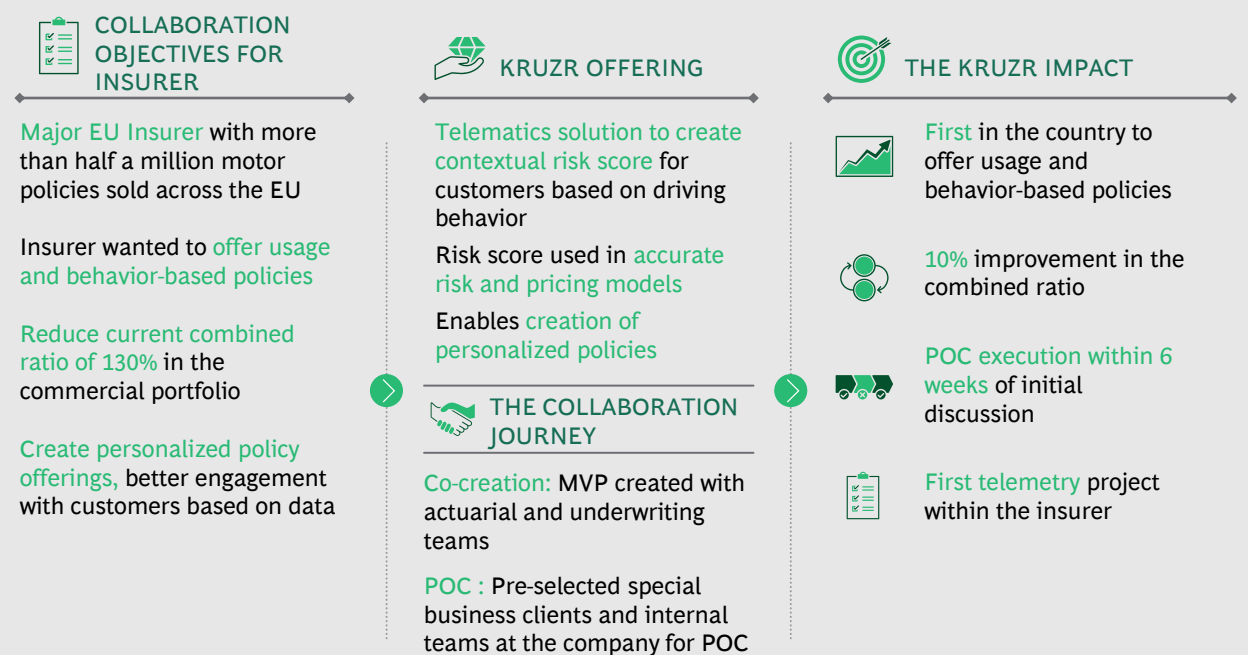 COLLABORATION
OBJECTIVES FOR
INSURER
Major EU Insurer with more
than half a million motor
policies sold across the EU
Insurer wanted to offer usage
and behavior-based policies
Reduce current combined
ratio of 130% in the
commercial portfolio
Create personalized policy
offerings, better engagement
with customers based on data
KRUZR OFFERING
Telematics solution to create
contextual risk score for
customers based on driving
behavior
Risk score used in accurate
risk and pricing models
Enables creation of
personalized policies
THE COLLABORATION
JOURNEY
Co-creation: MVP created with
actuarial and underwriting
teams
POC : Pre-selected special
business clients and internal
teams at the company for POC
THE KRUZR IMPACT
First in the country to
offer usage and
behavior-based policies
10% improvement in the
combined ratio
POC execution within 6
weeks of initial
discussion
First telemetry project
within the insurer